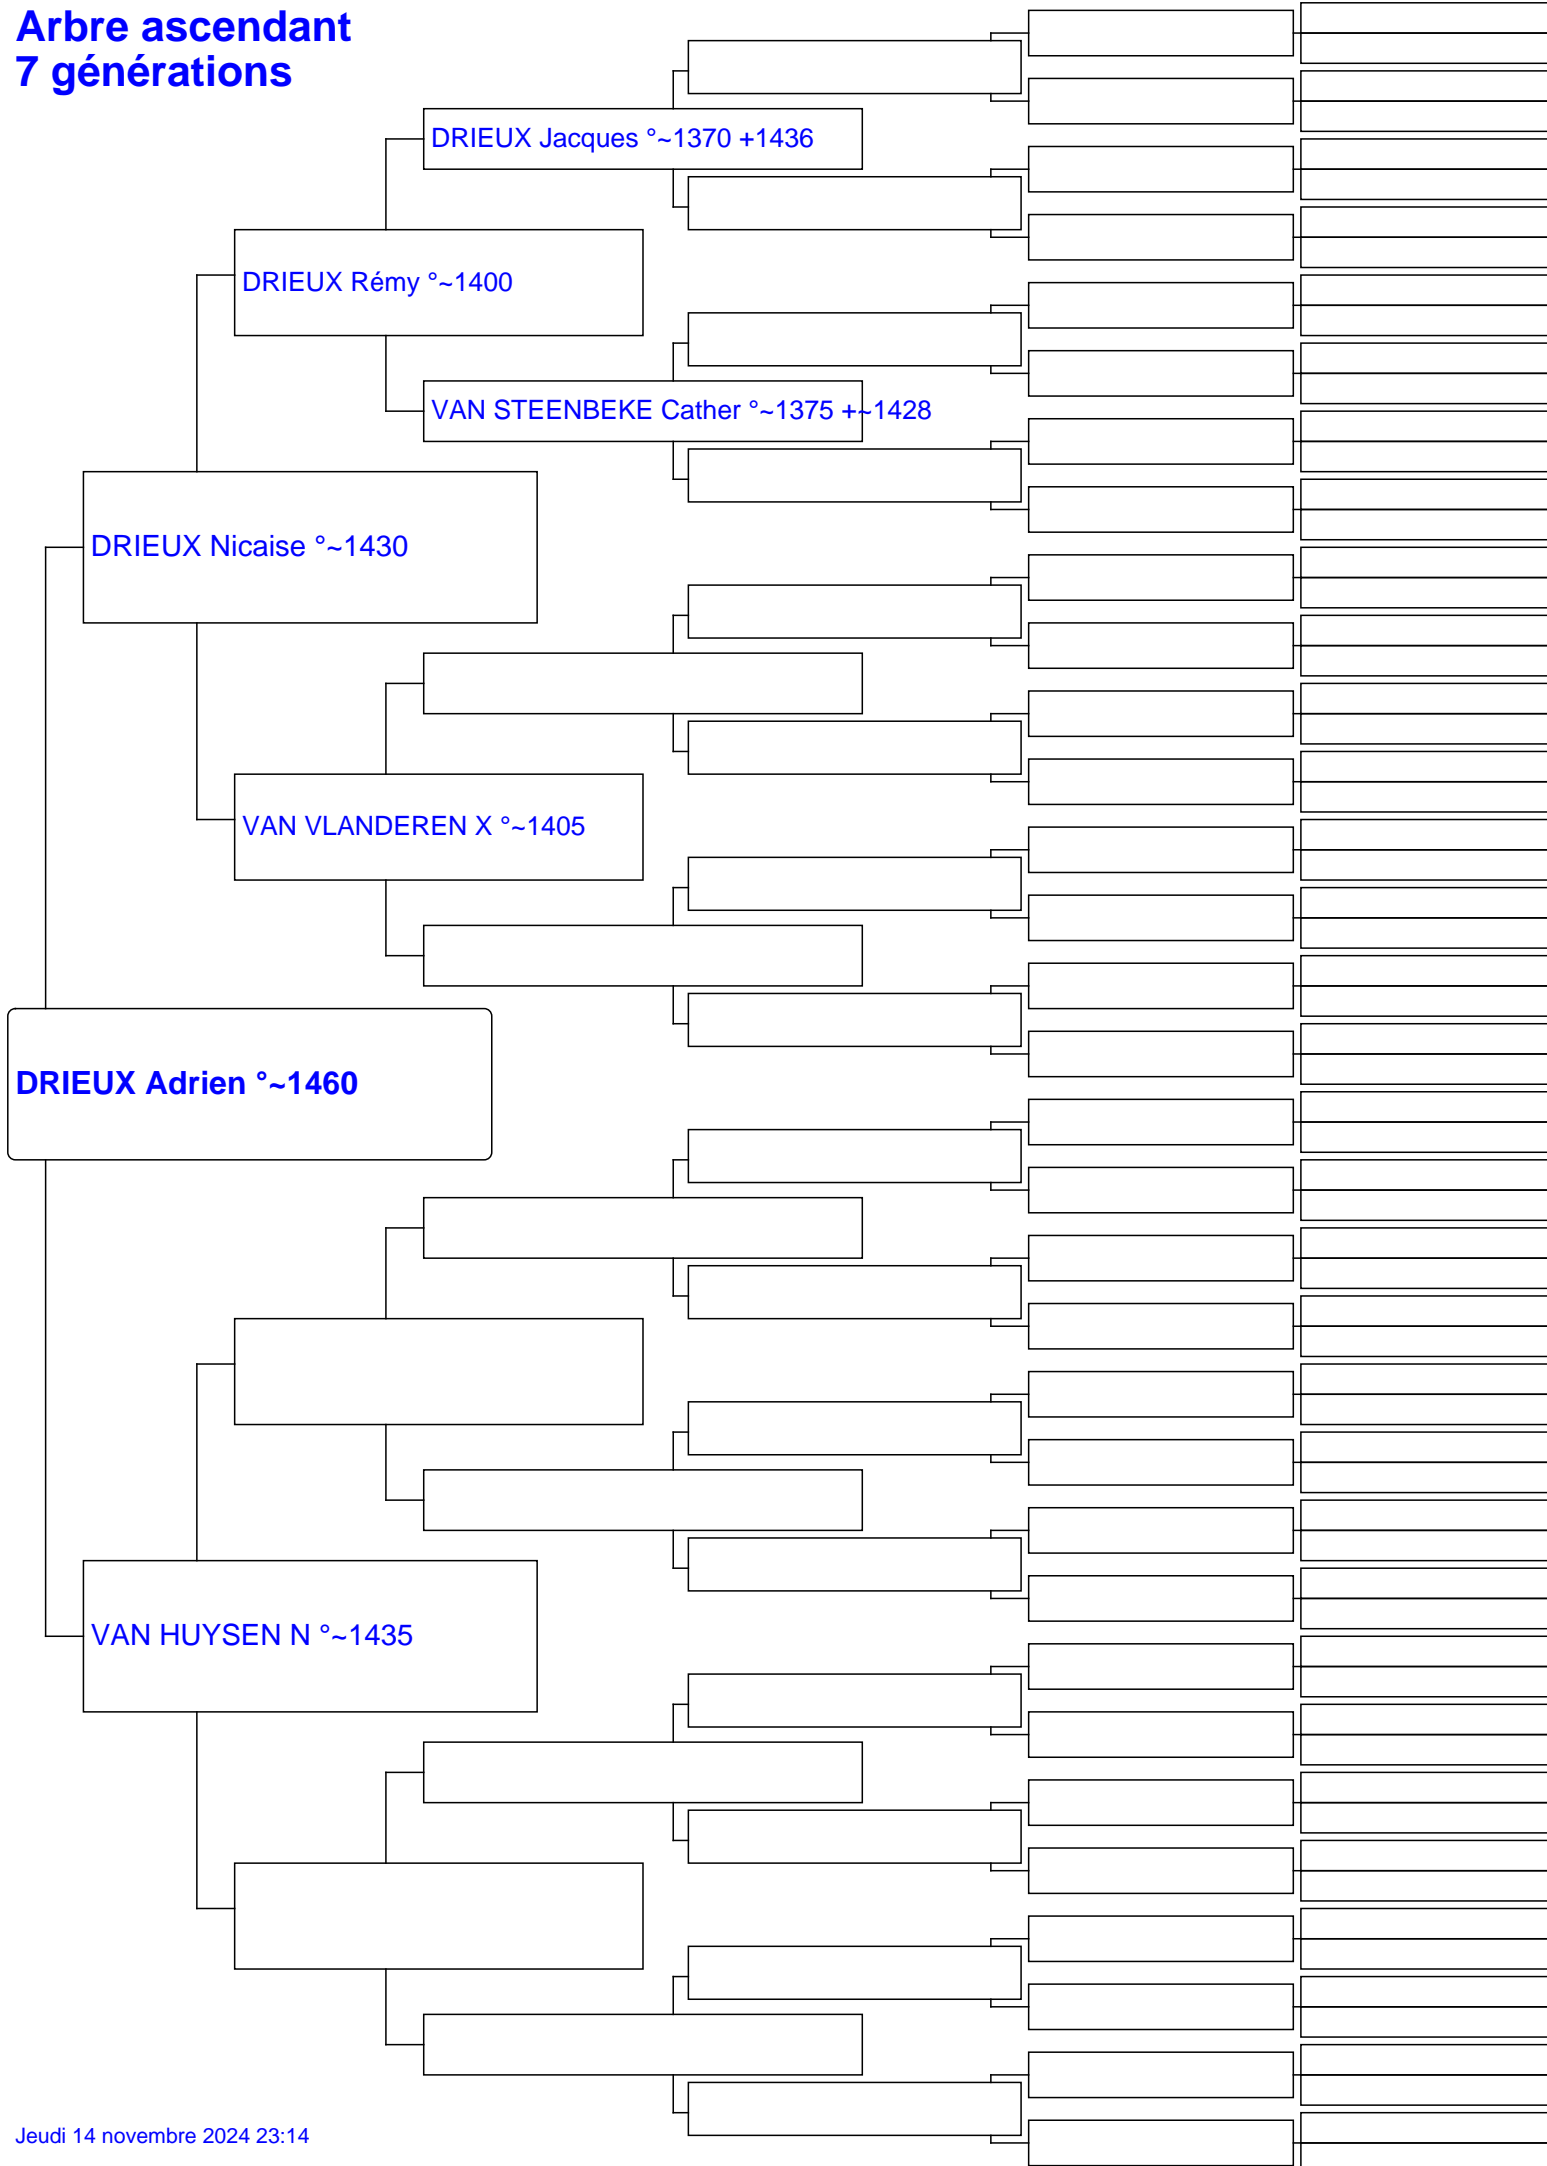 Arbre ascendant
7 générations
DRIEUX Jacques °~1370 +1436
DRIEUX Rémy °~1400
VAN STEENBEKE Cather °~1375 +~1428
DRIEUX Nicaise °~1430
VAN VLANDEREN X °~1405
DRIEUX Adrien °~1460
VAN HUYSEN N °~1435
Jeudi 14 novembre 2024 23:14